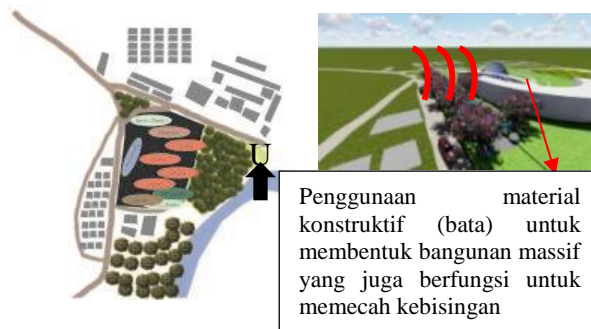 U
Penggunaan material
konstruktif (bata) untuk
membentuk bangunan massif
yang juga berfungsi untuk
memecah kebisingan